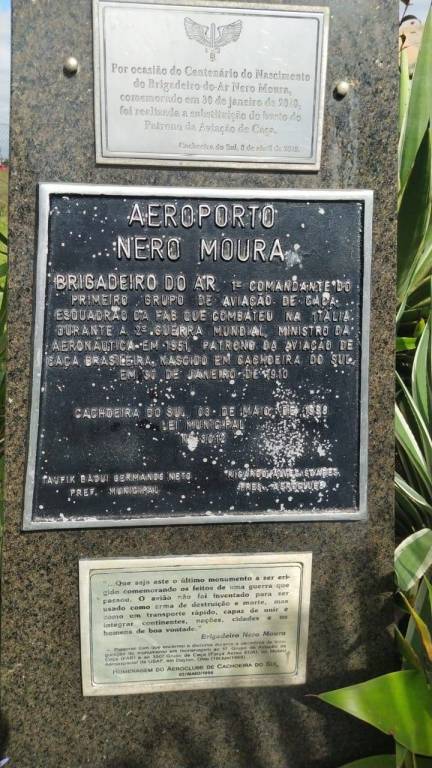 Por ocasião do Centenário do Nascimento
do Brigadeiro-do-Ar Nero Moura,
comemorado em 30 de janeiro de 2010,
foi realizada a substituição do busto do
Patrono da Aviação de Caça.
Cachoeira do Sul, 8 de abril de 2010.
AEROPORTO
NERO MOURA
BRIGADEIRO DO AR, 1º COMANDANTE DO
PRIMEIRO GRUPO DE AVIAÇÃO DE CAÇA
ESQUADRÃO DA FAB QUE COMBATEU NA ITÁLIA
DURANTE A 2ª GUERRA MUNDIAL, MINISTRO DA
AERONÁUTICA EM 1951, PATRONO DA AVIAÇÃO DE
CAÇA BRASILEIRA, NASCIDO EM CACHOEIRA DO SUL
EM 30 DE JANEIRO DE 1910
CACHOEIRA DO SUL, 03 DE MAIO DE
LEI MUNICIPAL
TAUFIK BADUI GERMANOS NETO
PREF. MUNICIPAL
PRES. AEROCLUBE
"...Que seja este o último monumento a ser eri-
gido comemorando os feitos de uma guerra que
passou. O avião não foi inventado para ser
usado como arma de destruição e morte, mas
como um transporte rápido, capaz de unir e
integrar continentes, nações, cidades e os
homens de boa vontade."
Brigadeiro Nero Moura
HOMENAGEM DO AEROCLUBE DE CACHOEIRA DO SUL